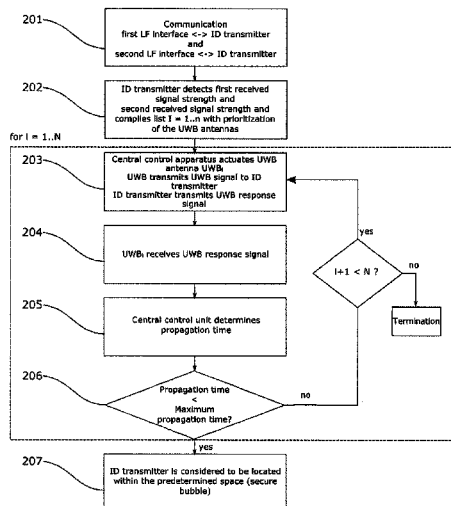 201
Communication
first LF interface <-> ID transmitter
and
second LF interface <-> ID transmitter
202
ID transmitter detects first received
signal strength and
second received signal strength and
compiles list I = 1..n with prioritization
of the UWB antennas
for I = 1..N
203
Central control apparatus actuates UWB
antenna UWBI
UWB transmits UWB signal to ID
transmitter
ID transmitter transmits UWB response
signal
204
UWBI receives UWB response signal
205
Central control unit determines
propagation time
206
Propagation time
<
Maximum
propagation time?
no
yes
I+1 < N ?
yes
no
Termination
207
ID transmitter is considered to be located
within the predetermined space (secure
bubble)